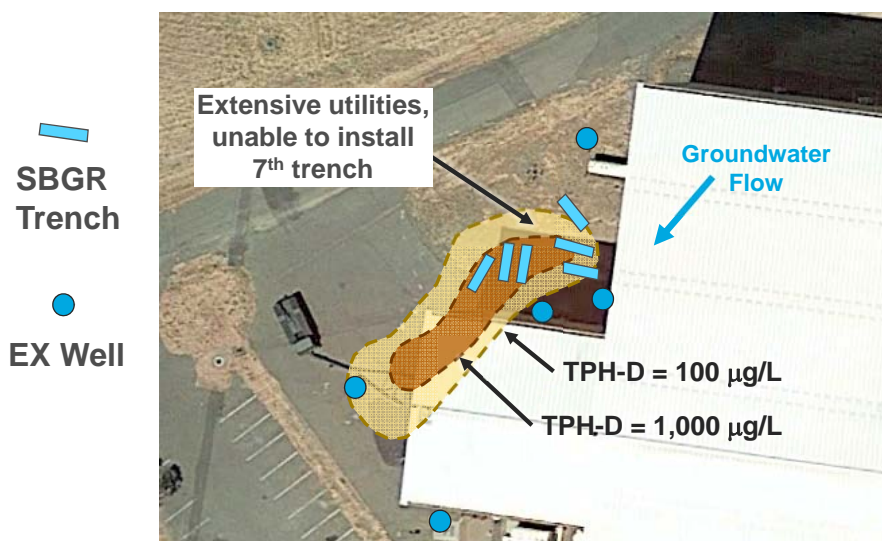 SBGR
Trench
EX Well
Extensive utilities,
unable to install
7th trench
Groundwater
Flow
TPH-D = 100 µg/L
TPH-D = 1,000 µg/L